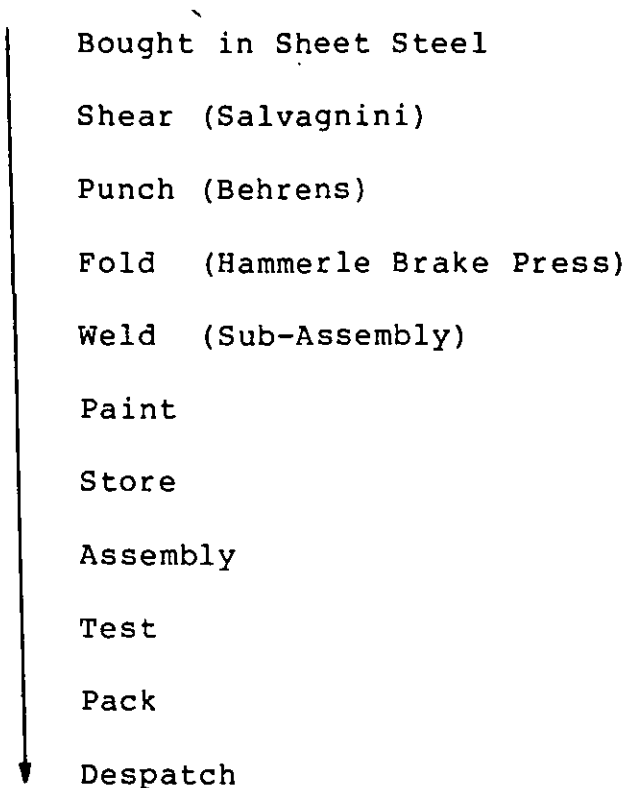 Bought in Sheet Steel
Shear (Salvagnini)
Punch (Behrens)
Fold (Hammerle Brake Press)
Weld (Sub-Assembly)
Paint
Store
Assembly
Test
Pack
Despatch